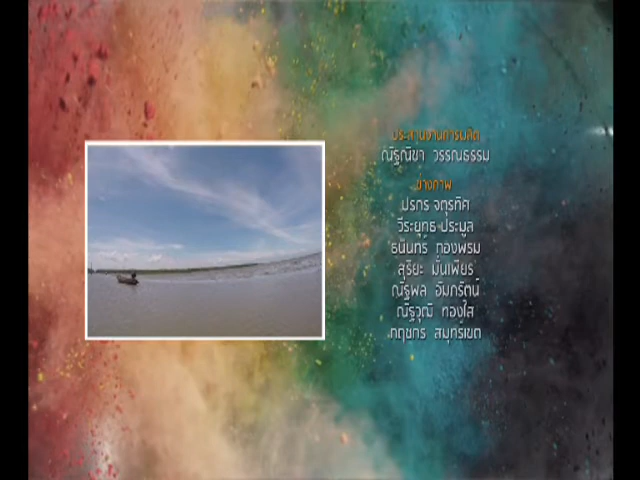 ประสานงานการผลิต
ณัฐณิชา วรรณธรรม
ช่างภาพ
ปรกร จตุรทิศ
วีระยุทธ ประมูล
ธนินทร์ ทองพรม
สุริยะ มั่นเพียร
ณัฐพล อิ่มภรัตน์
ณัฐวุฒิ ทองใส
กฤษกร สมุทรเขต